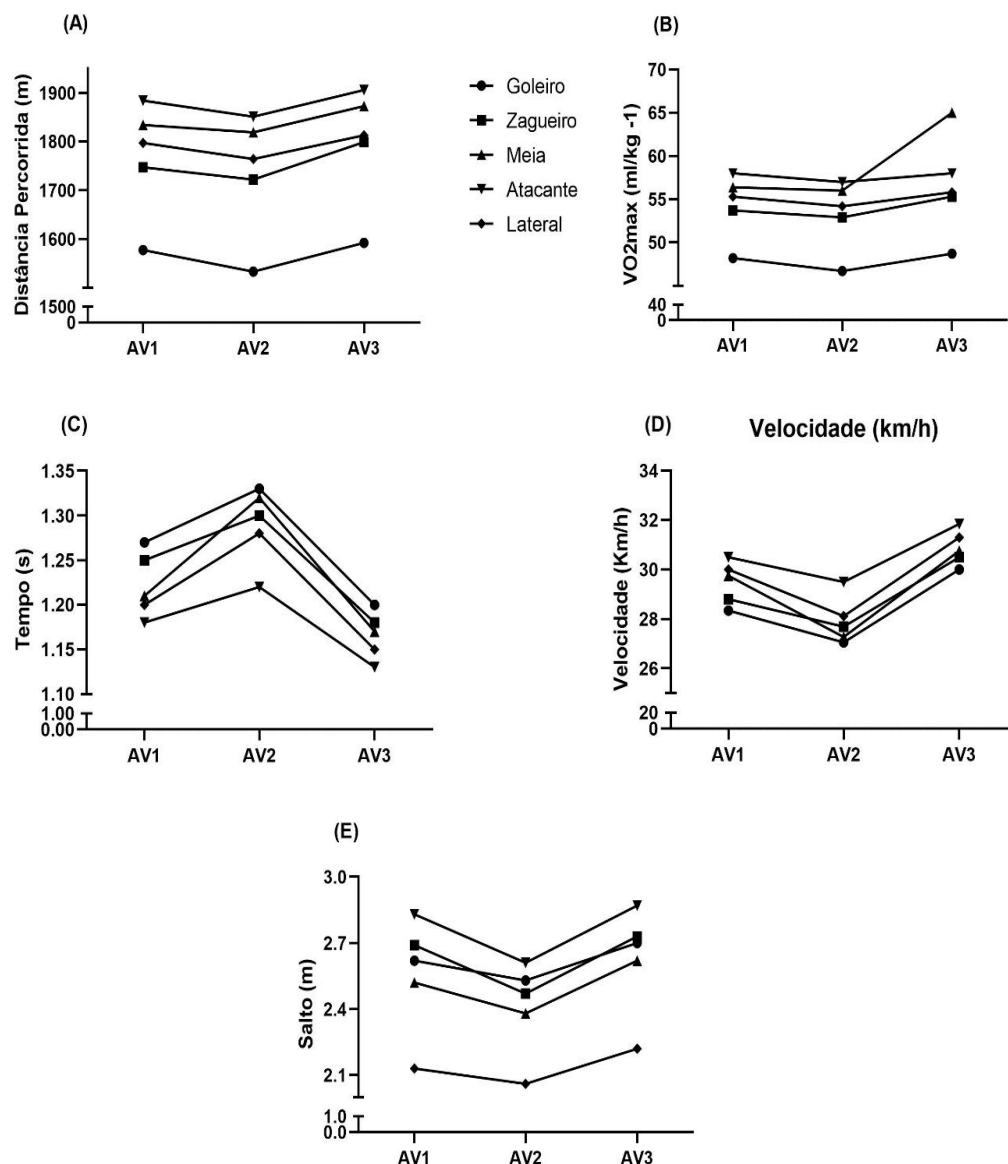 (A)
Distância Percorrida (m)
1900
1800
1700
1600
1500
0
AV1 AV2 AV3
Goleiro
Zagueiro
Meia
Atacante
Lateral
(B)
VO2max (ml/kg -1)
70
65
60
55
50
40
0
AV1 AV2 AV3
(C)
Tempo (s)
1.35
1.30
1.25
1.20
1.15
1.10
1.00
0.00
AV1 AV2 AV3
(D)
Velocidade (km/h)
Velocidade (Km/h)
34
32
30
28
26
20
0
AV1 AV2 AV3
(E)
Salto (m)
3.0
2.7
2.4
2.1
1.0
0.0
AV1 AV2 AV3